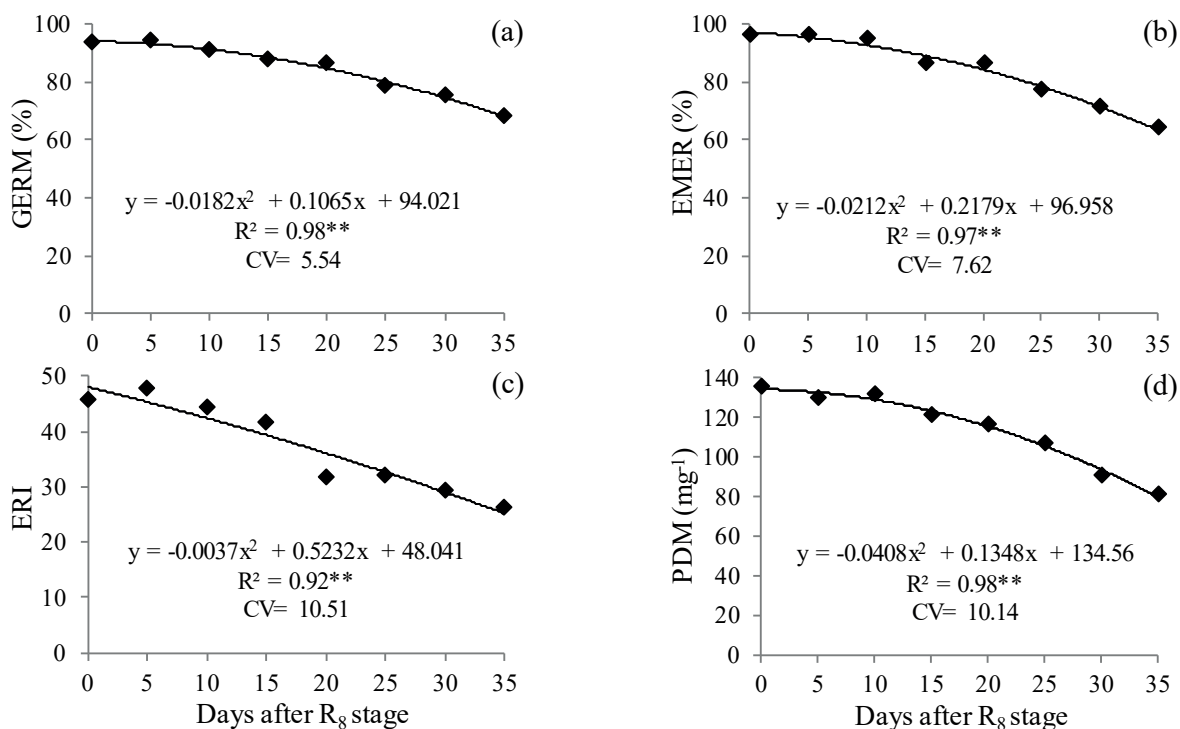 (a)
100
80
60
40
20
0
GERM (%)
y = -0.0182x² + 0.1065x + 94.021
R² = 0.98**
CV= 5.54
0 5 10 15 20 25 30 35
(b)
100
80
60
40
20
0
EMER (%)
y = -0.0212x² + 0.2179x + 96.958
R² = 0.97**
CV= 7.62
0 5 10 15 20 25 30 35
(c)
50
40
30
20
10
0
ERI
y = -0.0037x² + 0.5232x + 48.041
R² = 0.92**
CV= 10.51
0 5 10 15 20 25 30 35
Days after R₈ stage
(d)
140
120
100
80
60
40
20
0
PDM (mg⁻¹)
y = -0.0408x² + 0.1348x + 134.56
R² = 0.98**
CV= 10.14
0 5 10 15 20 25 30 35
Days after R₈ stage